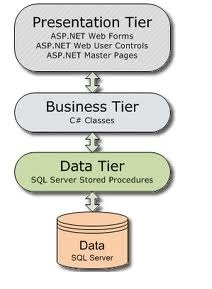 Presentation Tier
ASP.NET Web Forms
ASP.NET Web User Controls
ASP.NET Master Pages
Business Tier
C# Classes
Data Tier
SQL Server Stored Procedures
Data
SQL Server